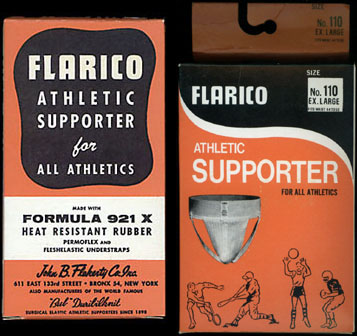 FLARICO
ATHLETIC
SUPPORTER
for
ALL ATHLETICS
MADE WITH
FORMULA 921 X
HEAT RESISTANT RUBBER
PERMOFLEX and
FLESHELASTIC UNDERSTRAPS
John B. Flaherty Co. Inc.
611 EAST 133rd STREET • BRONX 54, NEW YORK
ALSO MANUFACTURERS OF THE WORLD FAMOUS
SURGICAL ELASTIC ATHLETIC SUPPORTERS SINCE 1898
SIZE
No. 110
EX. LARGE
SIZE
No. 110
EX. LARGE
FLARICO
ATHLETIC
SUPPORTER
FOR ALL ATHLETICS